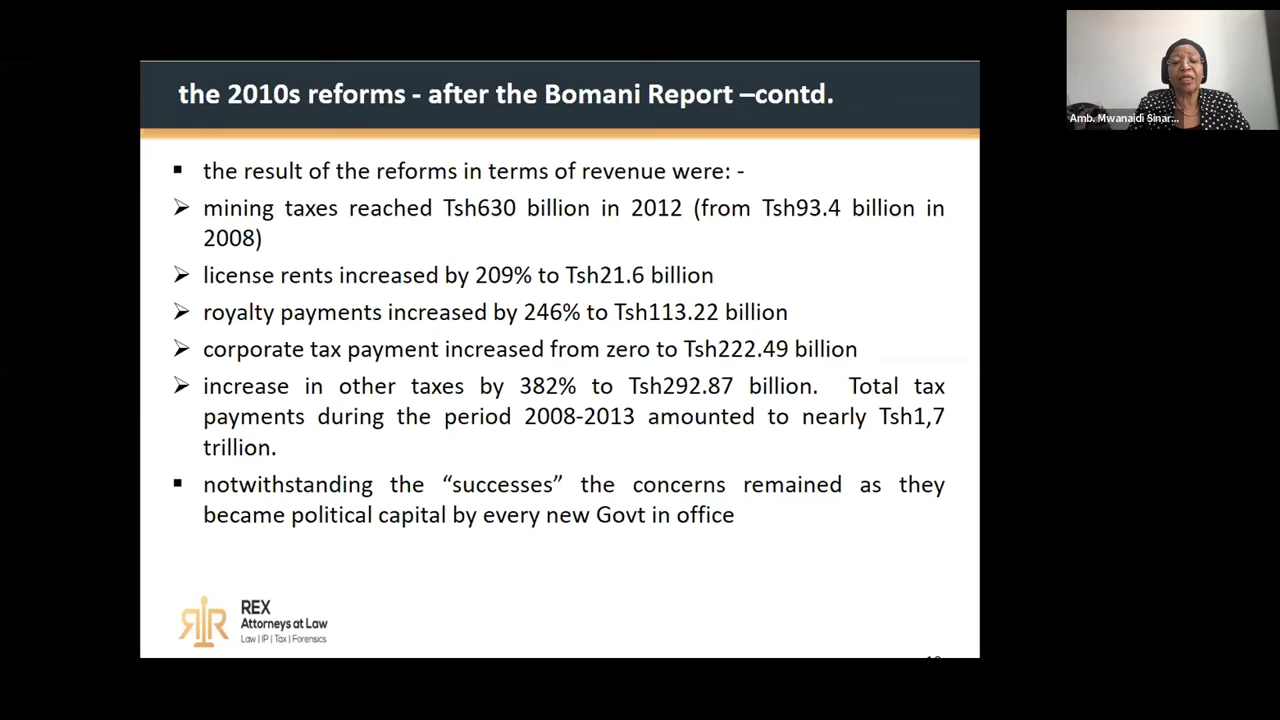 the 2010s reforms - after the Bomani Report –contd.
Amb. Mwanaidi Sinar...
▪ the result of the reforms in terms of revenue were: -
➢ mining taxes reached Tsh630 billion in 2012 (from Tsh93.4 billion in
2008)
➢ license rents increased by 209% to Tsh21.6 billion
➢ royalty payments increased by 246% to Tsh113.22 billion
➢ corporate tax payment increased from zero to Tsh222.49 billion
➢ increase in other taxes by 382% to Tsh292.87 billion. Total tax
payments during the period 2008-2013 amounted to nearly Tsh1,7
trillion.
▪ notwithstanding the “successes” the concerns remained as they
became political capital by every new Govt in office
REX
Attorneys at Law
Law | IP | Tax | Forensics